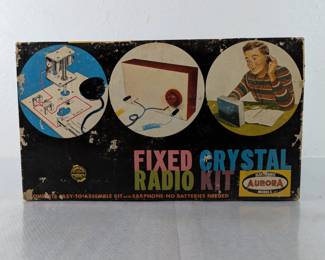 FIXED CRYSTAL
RADIO KIT
COMPLETE EASY-TO-ASSEMBLE KIT WITH EARPHONE-NO BATTERIES NEEDED
AURORA